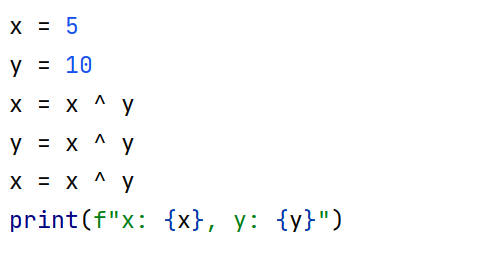 x = 5
y = 10
x = x ^ y
y = x ^ y
x = x ^ y
print(f"x: {x}, y: {y}")